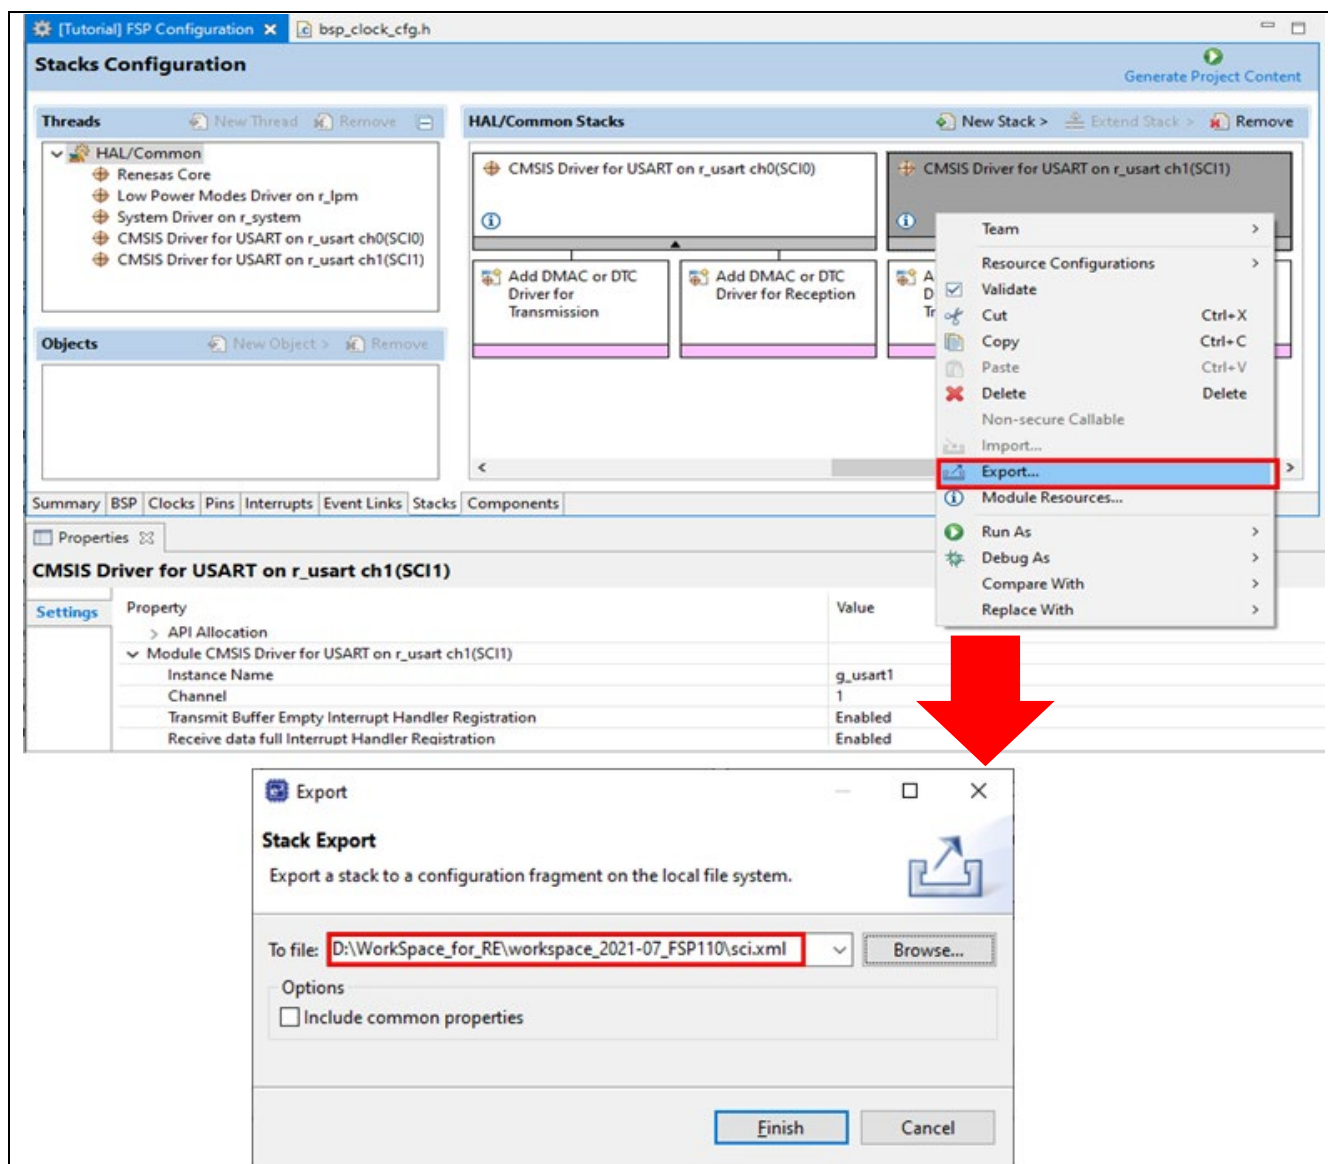 [Tutorial] FSP Configuration
bsp_clock_cfg.h
Stacks Configuration
Generate Project Content
Threads
New Thread
Remove
HAL/Common
Renesas Core
Low Power Modes Driver on r_lpm
System Driver on r_system
CMSIS Driver for USART on r_usart ch0(SCI0)
CMSIS Driver for USART on r_usart ch1(SCI1)
Objects
New Object >
Remove
HAL/Common Stacks
New Stack >
Extend Stack >
Remove
CMSIS Driver for USART on r_usart ch0(SCI0)
CMSIS Driver for USART on r_usart ch1(SCI1)
Add DMAC or DTC
Driver for
Transmission
Add DMAC or DTC
Driver for Reception
A
D
Tr
Team
Resource Configurations
Validate
Cut Ctrl+X
Copy Ctrl+C
Paste Ctrl+V
Delete Delete
Non-secure Callable
Import...
Export...
Module Resources...
Run As
Debug As
Compare With
Replace With
Summary BSP Clocks Pins Interrupts Event Links Stacks Components
Properties
CMSIS Driver for USART on r_usart ch1(SCI1)
Settings
Property Value
API Allocation
Module CMSIS Driver for USART on r_usart ch1(SCI1)
Instance Name g_usart1
Channel 1
Transmit Buffer Empty Interrupt Handler Registration Enabled
Receive data full Interrupt Handler Registration Enabled
Export
Stack Export
Export a stack to a configuration fragment on the local file system.
To file: D:\WorkSpace_for_RE\workspace_2021-07_FSP110\sci.xml Browse...
Options
Include common properties
Finish Cancel